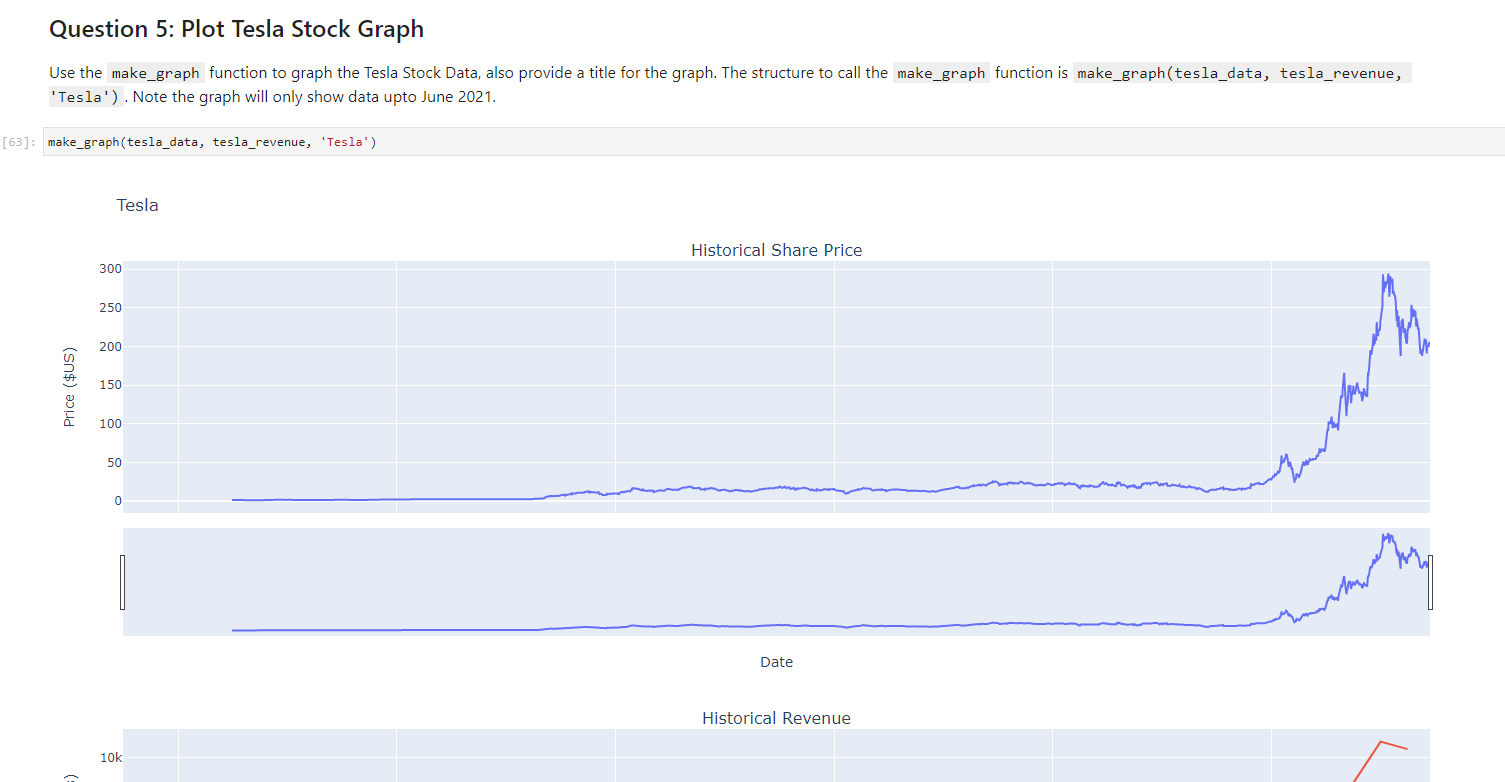 Question 5: Plot Tesla Stock Graph
Use the make_graph function to graph the Tesla Stock Data, also provide a title for the graph. The structure to call the make_graph function is make_graph(tesla_data, tesla_revenue,
'Tesla') . Note the graph will only show data upto June 2021.
[63]: make_graph(tesla_data, tesla_revenue, 'Tesla')
Tesla
Historical Share Price
300
250
200
150
100
50
0
Price ($US)
Date
Historical Revenue
10k